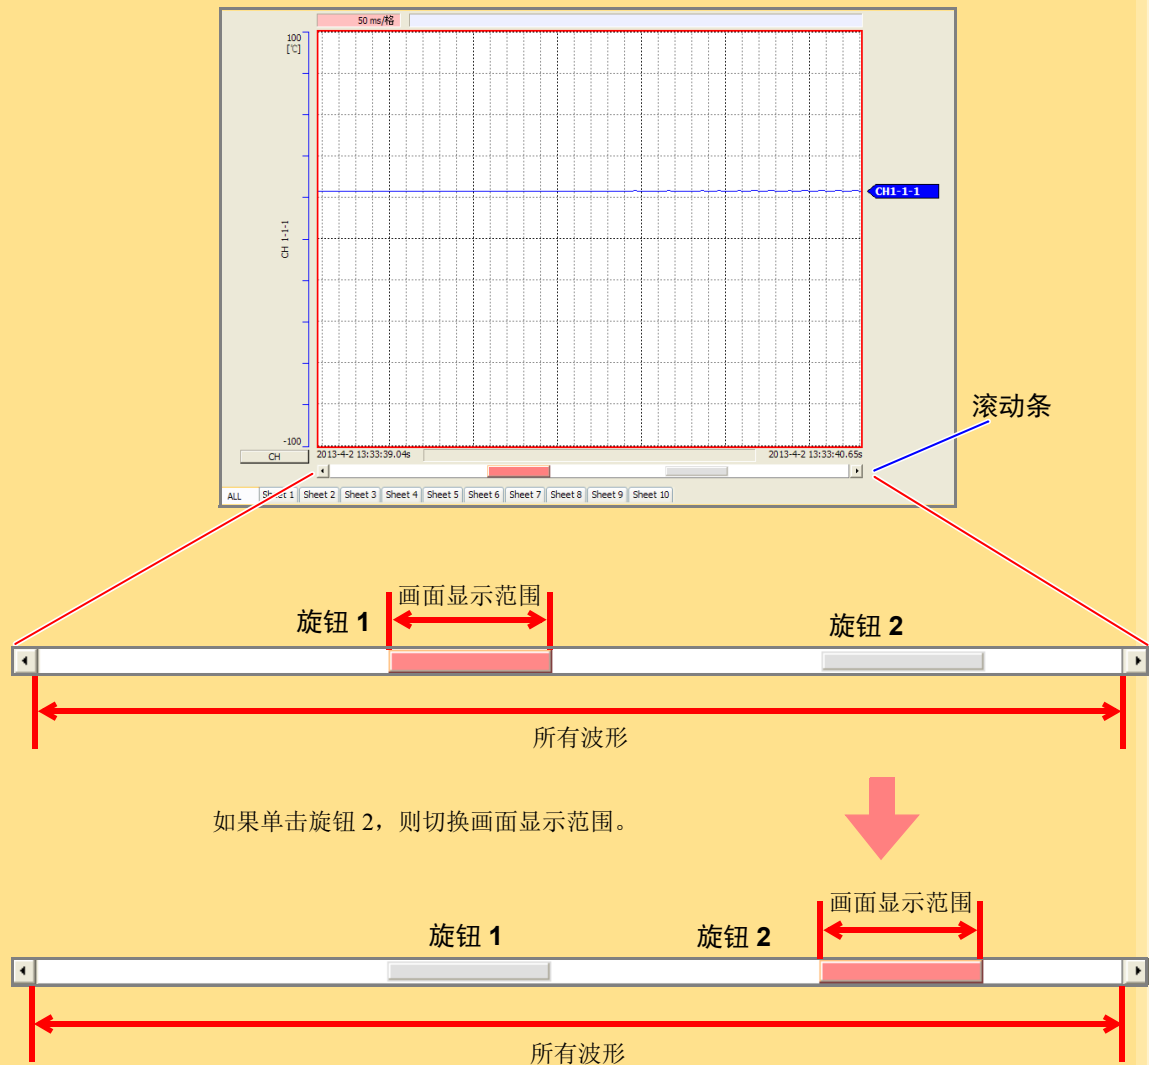 50 ms/格
100
[℃]
CH 1-1-1
CH1-1-1
-100
滚动条
CH
2013-4-2 13:33:39.04s
2013-4-2 13:33:40.65s
ALL
Sheet 1
Sheet 2
Sheet 3
Sheet 4
Sheet 5
Sheet 6
Sheet 7
Sheet 8
Sheet 9
Sheet 10
画面显示范围
旋钮 1
旋钮 2
所有波形
如果单击旋钮 2，则切换画面显示范围。
画面显示范围
旋钮 1
旋钮 2
所有波形